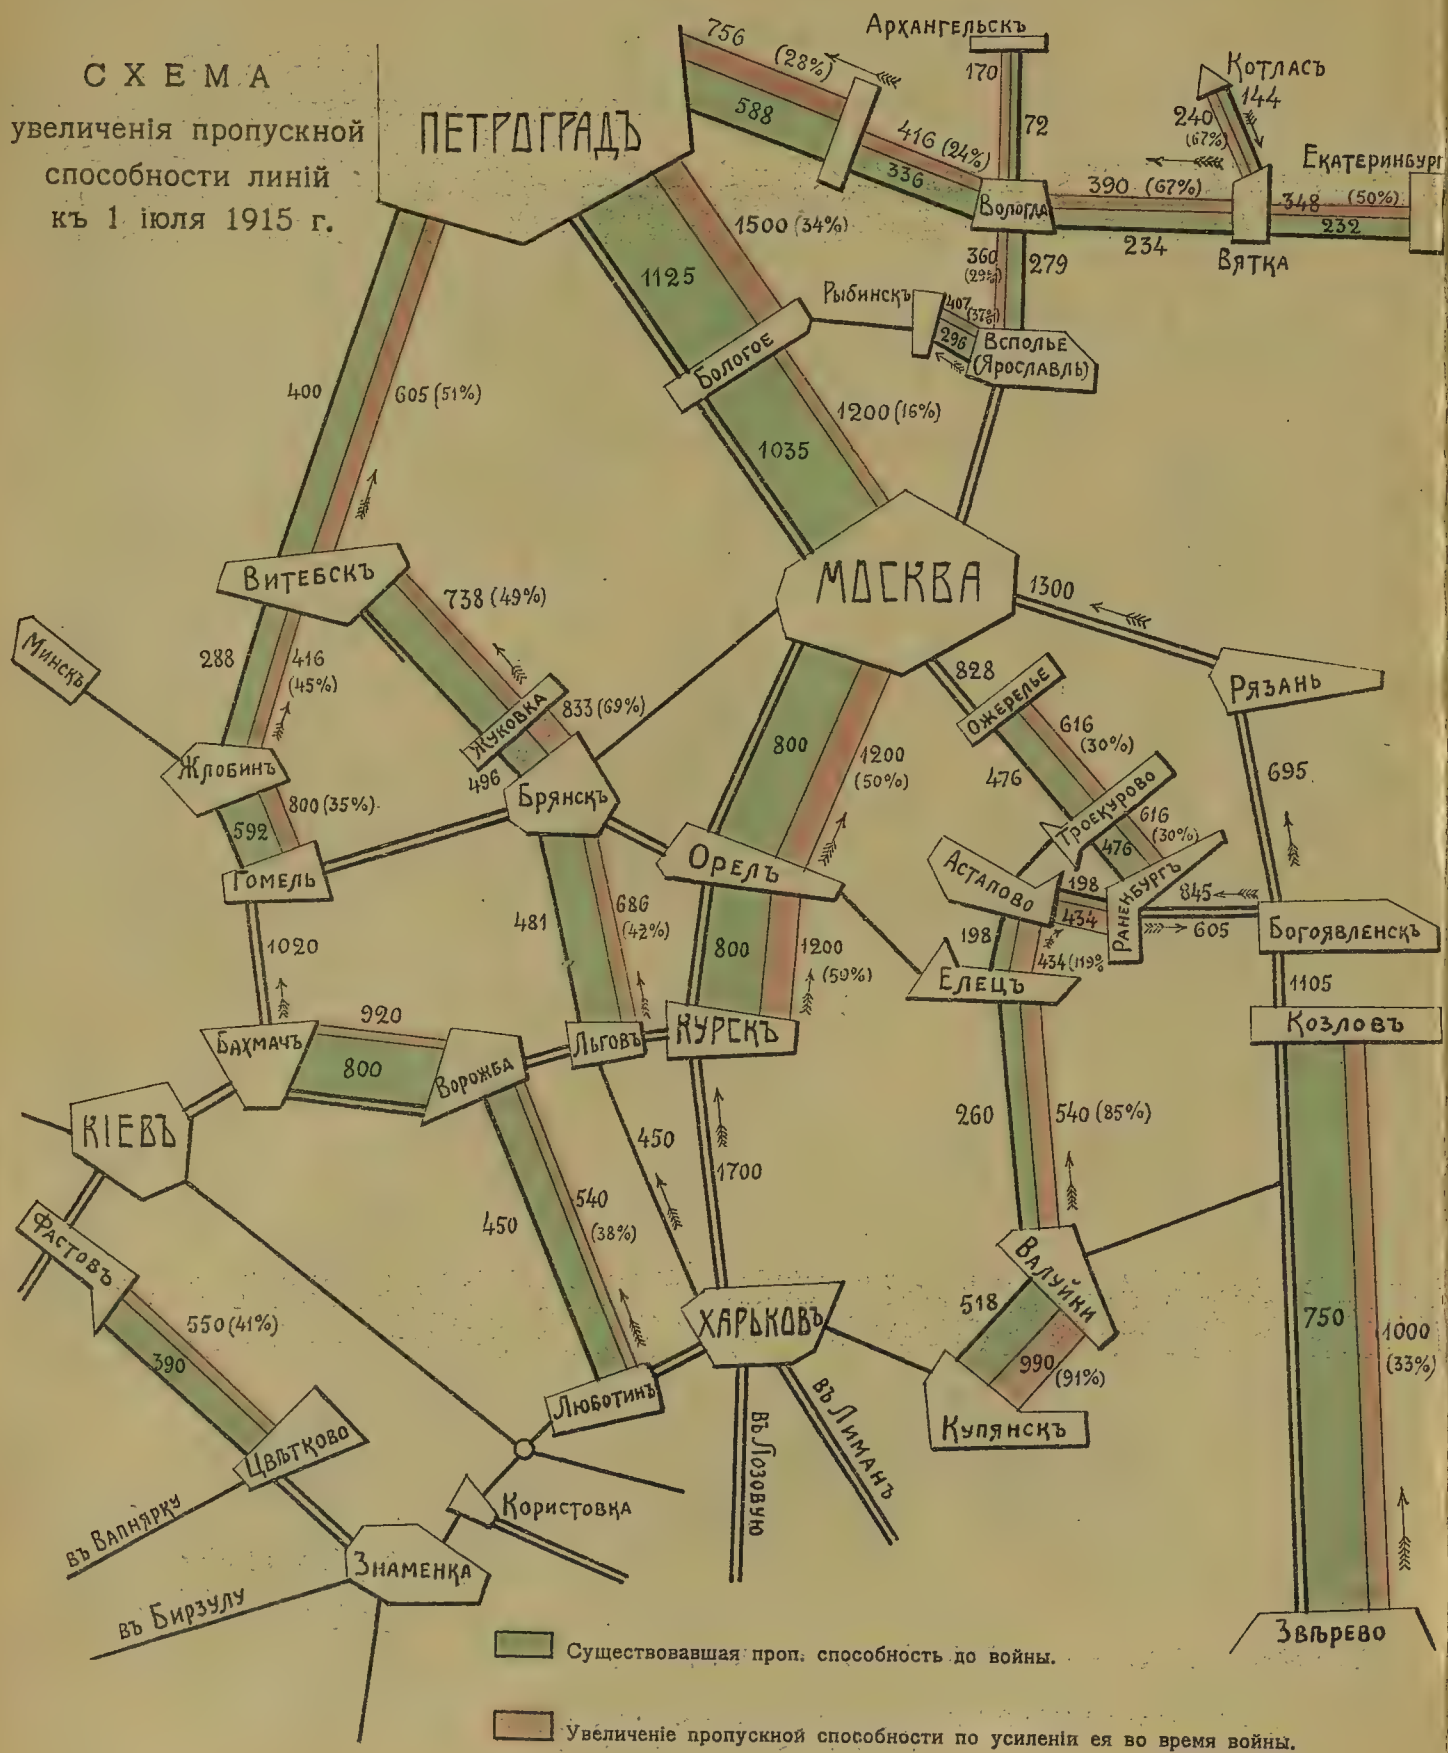 СХЕМА
увеличенія пропускной
способности линій
къ 1 іюля 1915 г.
ПЕТРОГРАДЪ
756
(28%)
588
АРХАНГЕЛЬСКЪ
170
72
КОТЛАСЪ
144
240
(67%)
ЕКАТЕРИНБУРГ
416 (24%)
336
ВОЛОГДА
390 (67%)
234
348 (50%)
232
ВЯТКА
360
(29%)
279
РЫБИНСКЪ
407
(37%)
296
ВСПОЛЬЕ
(ЯРОСЛАВЛЬ)
1500 (34%)
1125
БОЛОГОЕ
1200 (16%)
1035
400
605 (51%)
ВИТЕБСКЪ
738 (49%)
МОСКВА
1300
МИНСКЪ
288
416
(45%)
ЖУКОВКА
833 (69%)
496
828
ОЖЕРЕЛЬЕ
РЯЗАНЬ
616
(30%)
476
695
ЖЛОБИНЪ
800 (35%)
592
БРЯНСКЪ
800
1200
(50%)
ТРОЕКУРОВО
616
(30%)
476
ГОМЕЛЬ
ОРЕЛЪ
АСТАПОВО
198
434
РАНЕНБУРГЪ
845
605
БОГОЯВЛЕНСКЪ
1020
481
686
(42%)
800
1200
(50%)
198
434 (119%
ЕЛЕЦЪ
1105
КОЗЛОВЪ
920
800
БАХМАЧЪ
ВОРОЖБА
ЛЬГОВЪ
КУРСКЪ
КІЕВЪ
260
540 (85%)
450
1700
450
540
(38%)
ФАСТОВЪ
550 (41%)
390
ВАЛУЙКИ
518
990
(91%)
750
1000
(33%)
ХАРЬКОВЪ
ЛЮБОТИНЪ
КУПЯНСКЪ
ЦВѢТКОВО
въ ЛОЗОВУЮ
въ ЛИМАНЪ
въ ВАПНЯРКУ
КОРИСТОВКА
ЗНАМЕНКА
въ БИРЗУЛУ
ЗВѢРЕВО
Существовавшая проп. способность до войны.
Увеличеніе пропускной способности по усиленіи ея во время войны.